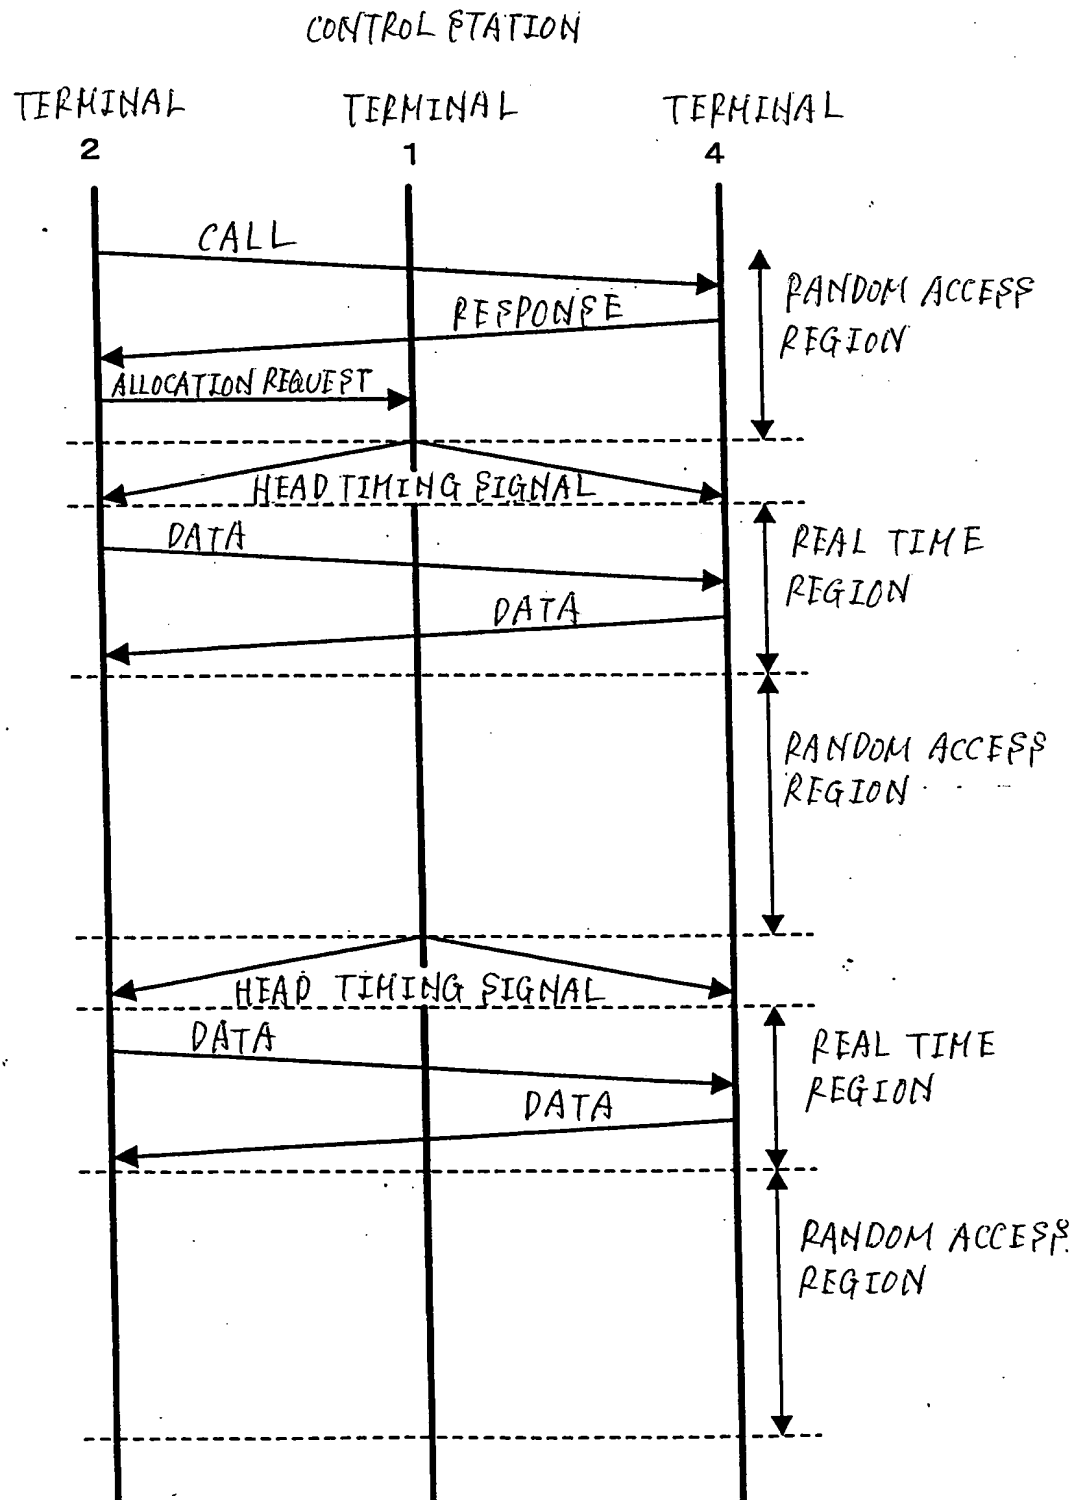 CONTROL STATION
TERMINAL
2
TERMINAL
1
TERMINAL
4
CALL
RANDOM ACCESS
REGION
RESPONSE
ALLOCATION REQUEST
HEAD TIMING SIGNAL
DATA
REAL TIME
REGION
DATA
RANDOM ACCESS
REGION
HEAD TIMING SIGNAL
DATA
REAL TIME
REGION
DATA
RANDOM ACCESS
REGION